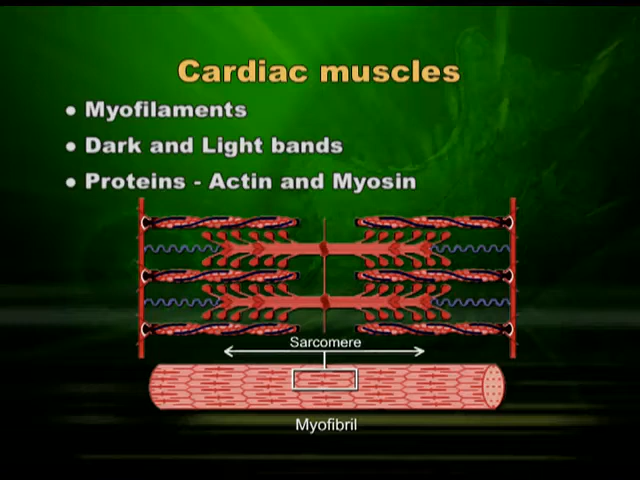 Cardiac muscles
• Myofilaments
• Dark and Light bands
• Proteins - Actin and Myosin
Sarcomere
Myofibril